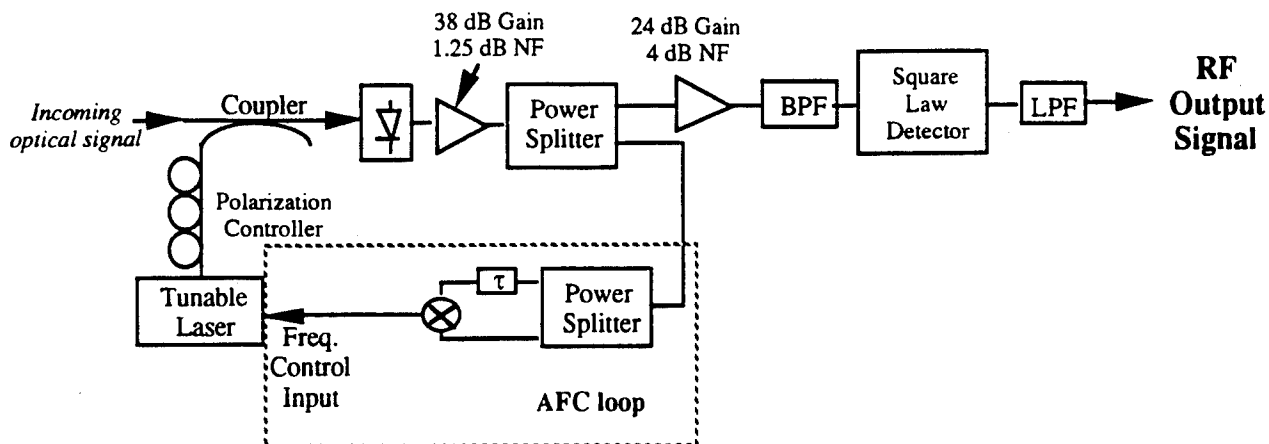 38 dB Gain
1.25 dB NF
24 dB Gain
4 dB NF
Incoming
optical signal
Coupler
Power
Splitter
BPF
Square
Law
Detector
LPF
RF
Output
Signal
Polarization
Controller
Tunable
Laser
Freq.
Control
Input
τ
Power
Splitter
AFC loop